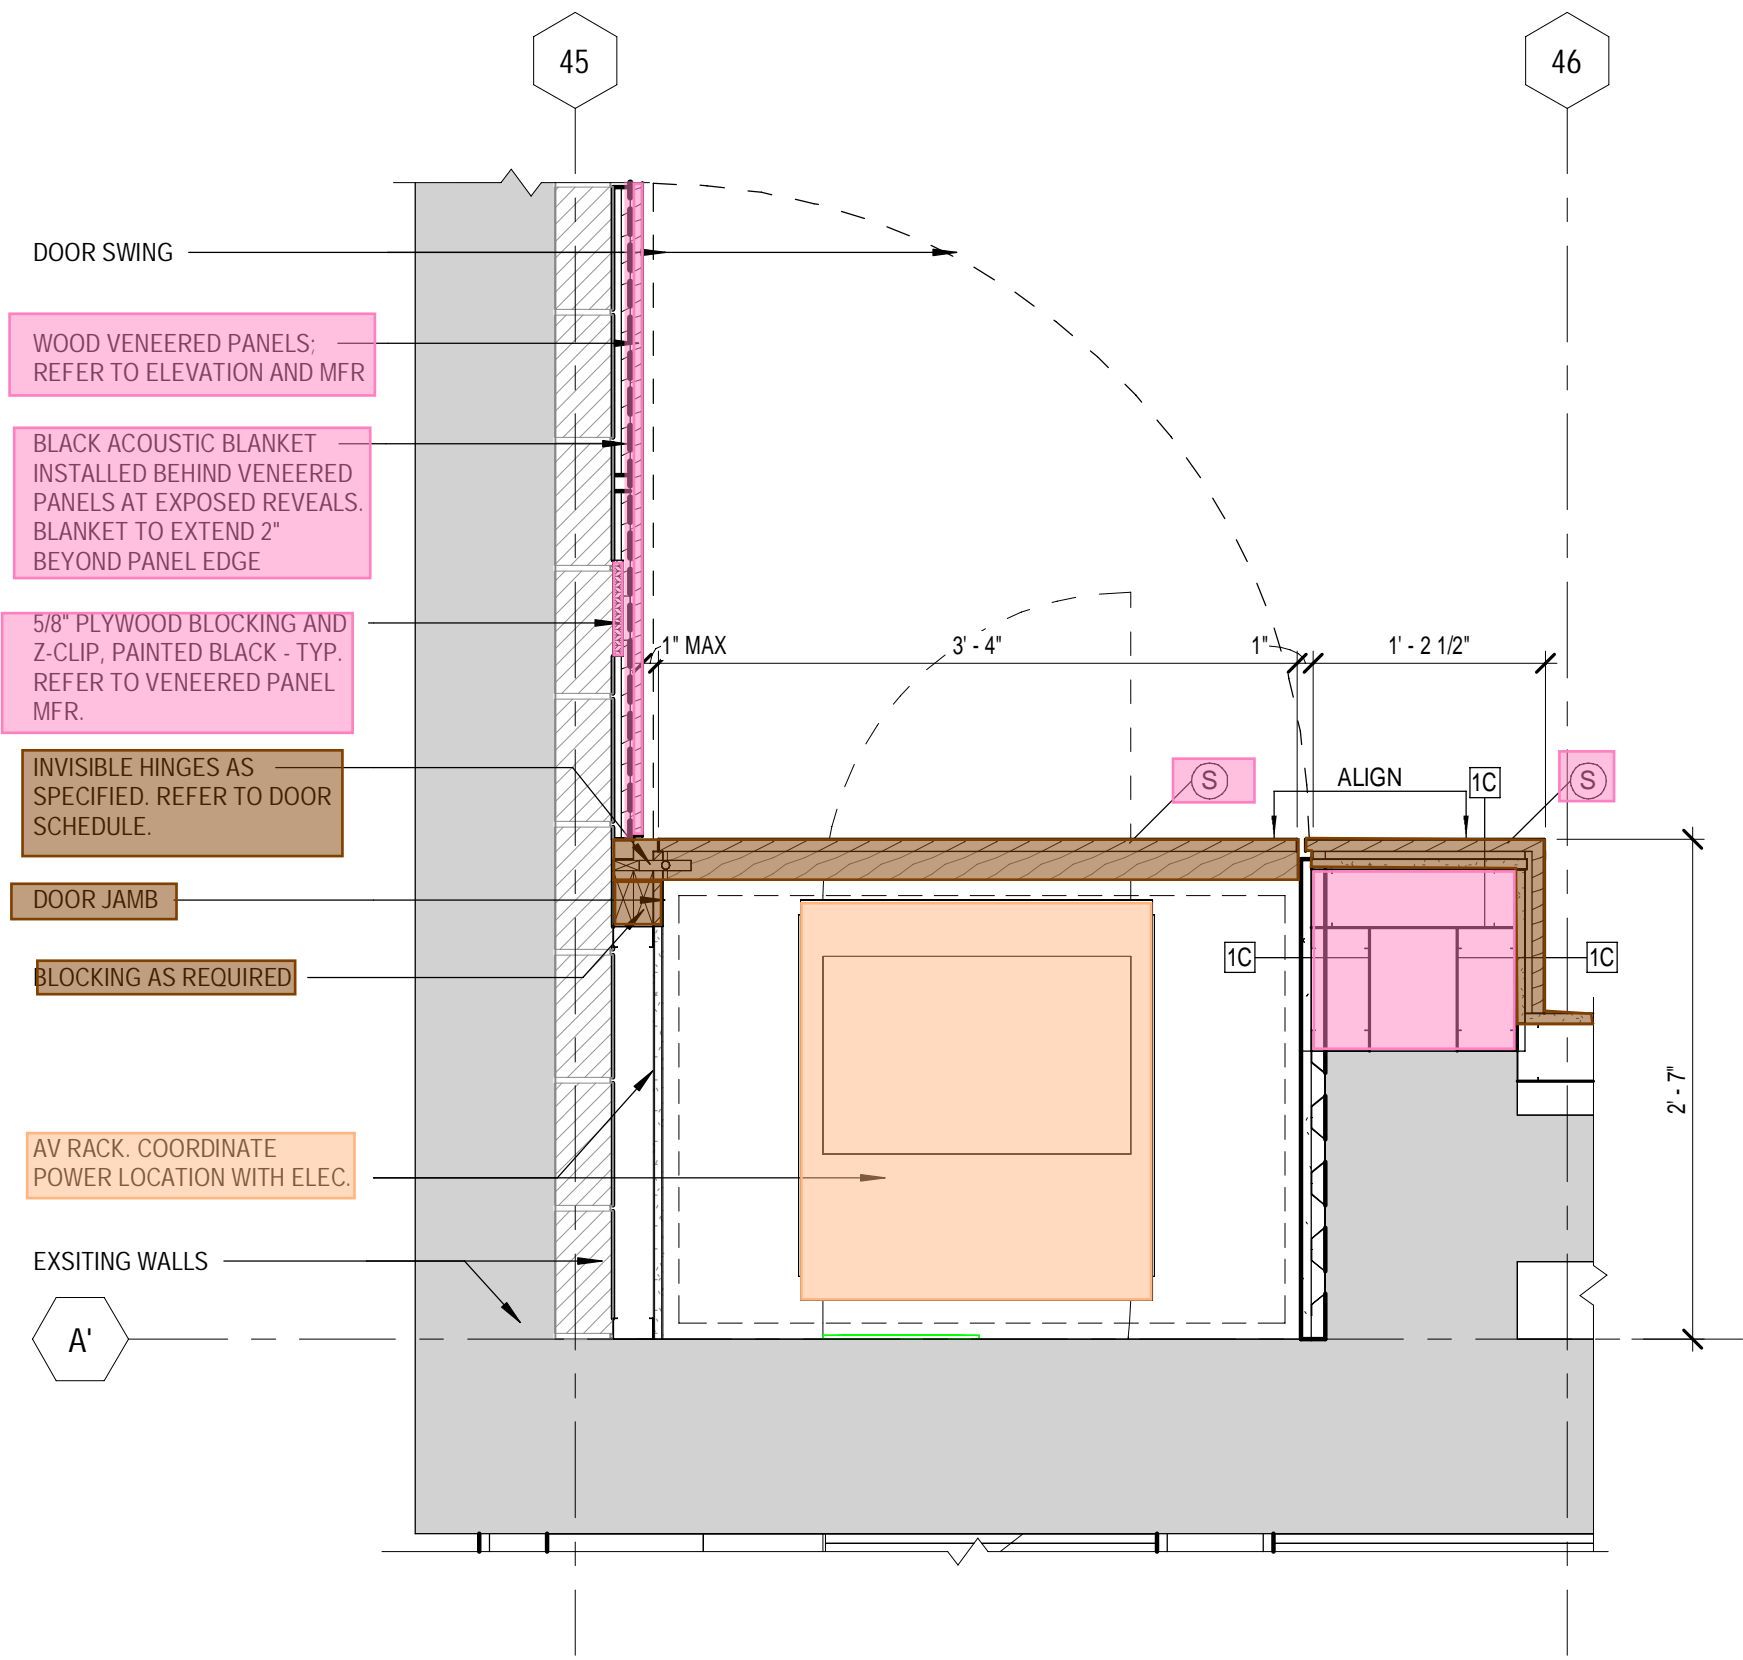 45
46
DOOR SWING
WOOD VENEERED PANELS;
REFER TO ELEVATION AND MFR
BLACK ACOUSTIC BLANKET
INSTALLED BEHIND VENEERED
PANELS AT EXPOSED REVEALS.
BLANKET TO EXTEND 2"
BEYOND PANEL EDGE
5/8" PLYWOOD BLOCKING AND
Z-CLIP, PAINTED BLACK - TYP.
REFER TO VENEERED PANEL
MFR.
1" MAX
3' - 4"
1"
1' - 2 1/2"
INVISIBLE HINGES AS
SPECIFIED. REFER TO DOOR
SCHEDULE.
S
ALIGN
1C
S
DOOR JAMB
BLOCKING AS REQUIRED
1C
1C
2' - 7"
AV RACK. COORDINATE
POWER LOCATION WITH ELEC.
EXSITING WALLS
A'